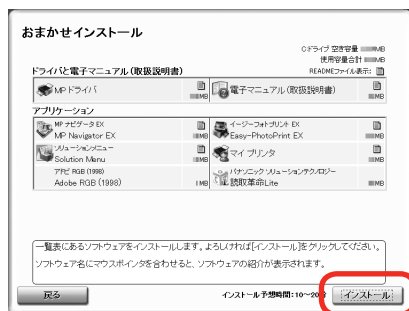 おまかせインストール
Cドライブ 空き容量 MB
使用容量合計 MB
ドライバと電子マニュアル(取扱説明書)
READMEファイル表示:
MPドライバ
MB
電子マニュアル(取扱説明書)
MB
アプリケーション
MP ナビゲータ EX
MP Navigator EX
MB
イージーフォトプリント EX
Easy-PhotoPrint EX
MB
ソリューションメニュー
Solution Menu
MB
マイ プリンタ
MB
アドビ RGB (1998)
Adobe RGB (1998)
1MB
パナソニック ソリューションテクノロジー
読取革命Lite
MB
一覧表にあるソフトウェアをインストールします。よろしければ[インストール]をクリックしてください。
ソフトウェア名にマウスポインタを合わせると、ソフトウェアの紹介が表示されます。
戻る
インストール予想時間:10~20分
インストール